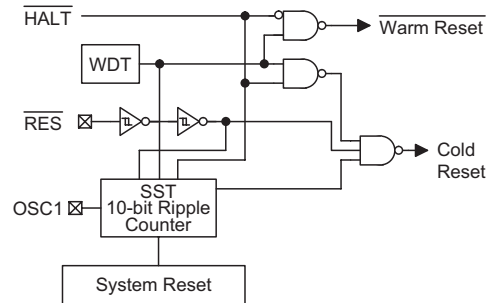 HALT
Warm Reset
WDT
RES
Cold
Reset
SST
10-bit Ripple
Counter
OSC1
System Reset